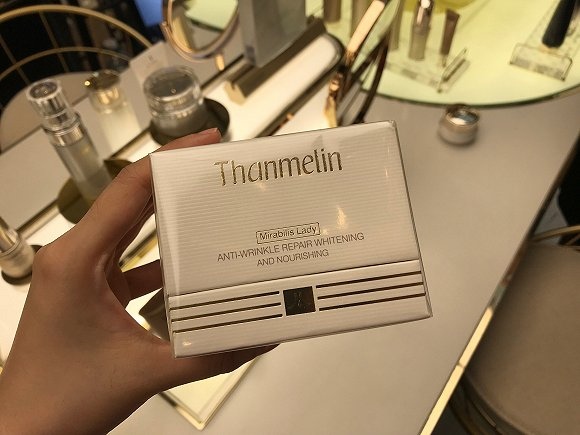 Thanmelin
Mirabilis Lady
ANTI-WRINKLE REPAIR WHITENING
AND NOURISHING